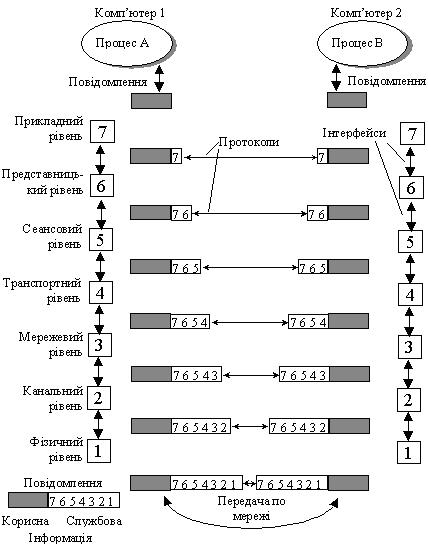 Комп’ютер 1 Комп’ютер 2
Процес А Процес В
Повідомлення Повідомлення
Прикладний
рівень
7 7 7 7
Протоколи Інтерфейси
Представниць-
кий рівень
6 7 6 7 6 6
Сеансовий
рівень
5 7 6 5 7 6 5 5
Транспортний
рівень
4 7 6 5 4 7 6 5 4 4
Мережевий
рівень
3 7 6 5 4 3 7 6 5 4 3 3
Канальний
рівень
2 7 6 5 4 3 2 7 6 5 4 3 2 2
Фізичний
рівень
1 7 6 5 4 3 2 1 7 6 5 4 3 2 1 1
Повідомлення
7 6 5 4 3 2 1
Корисна Службова
Інформація
Передача по
мережі